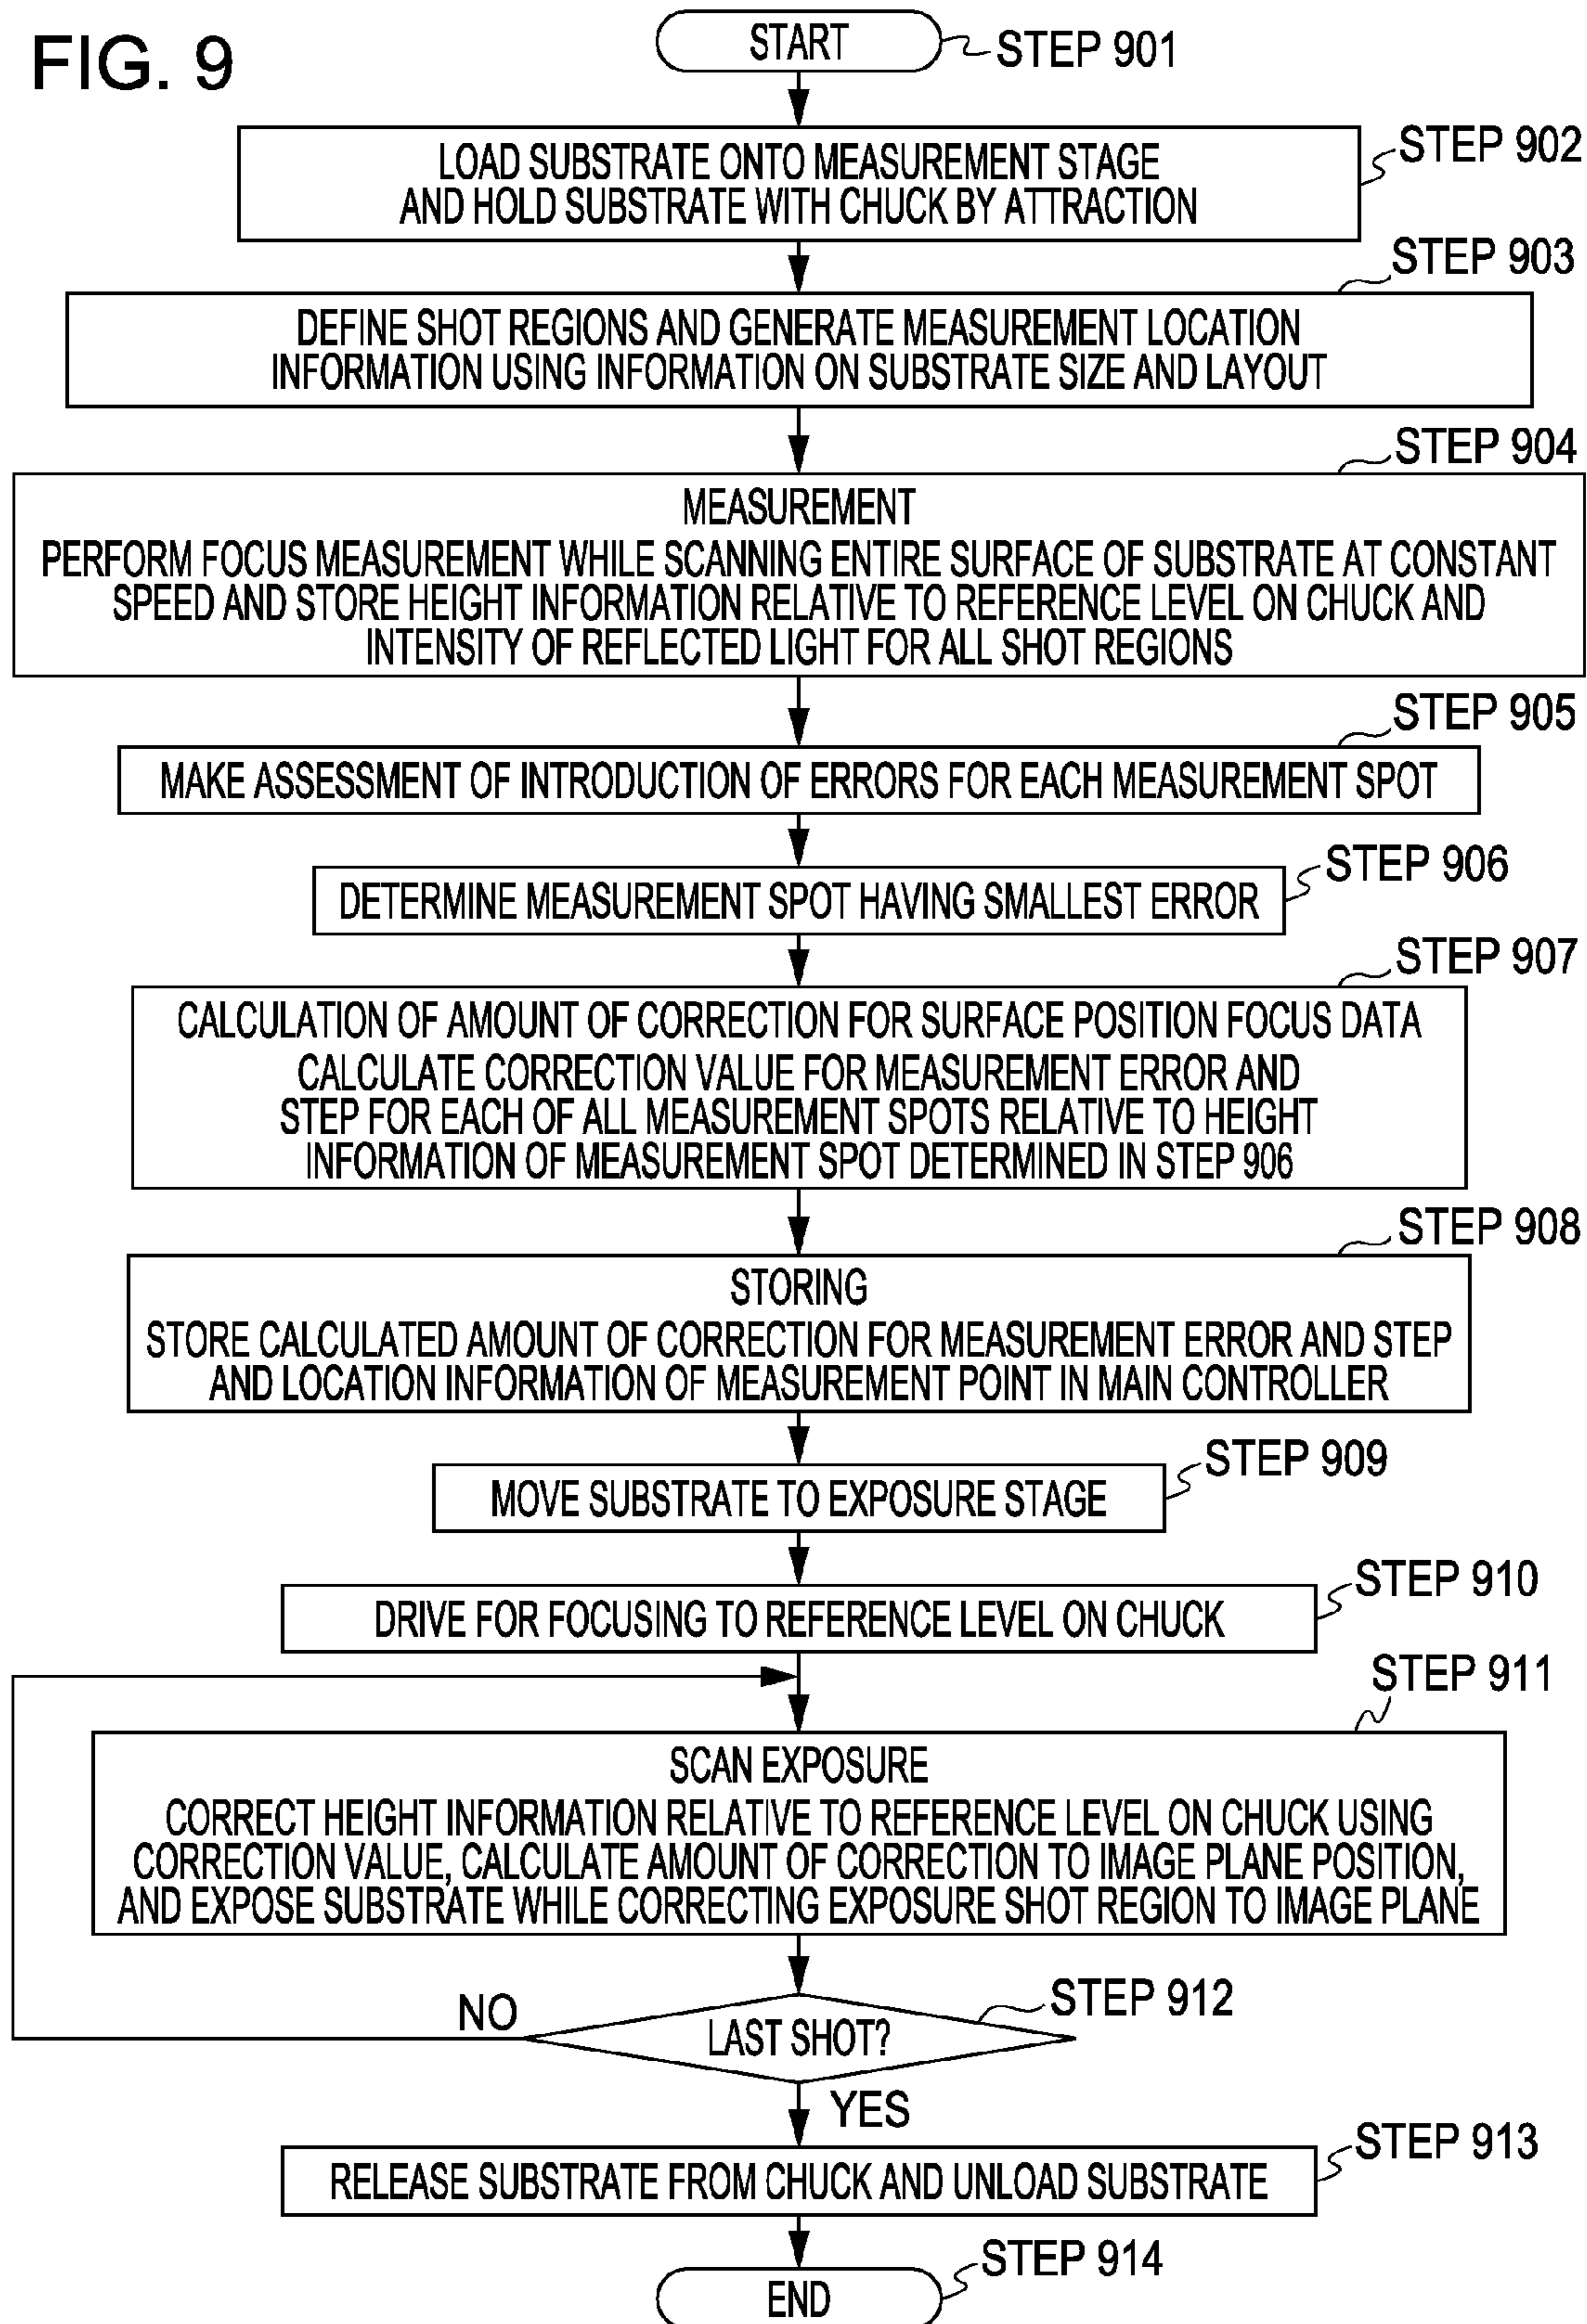 FIG. 9
START
STEP 901
LOAD SUBSTRATE ONTO MEASUREMENT STAGE
AND HOLD SUBSTRATE WITH CHUCK BY ATTRACTION
STEP 902
STEP 903
DEFINE SHOT REGIONS AND GENERATE MEASUREMENT LOCATION
INFORMATION USING INFORMATION ON SUBSTRATE SIZE AND LAYOUT
STEP 904
MEASUREMENT
PERFORM FOCUS MEASUREMENT WHILE SCANNING ENTIRE SURFACE OF SUBSTRATE AT CONSTANT
SPEED AND STORE HEIGHT INFORMATION RELATIVE TO REFERENCE LEVEL ON CHUCK AND
INTENSITY OF REFLECTED LIGHT FOR ALL SHOT REGIONS
STEP 905
MAKE ASSESSMENT OF INTRODUCTION OF ERRORS FOR EACH MEASUREMENT SPOT
STEP 906
DETERMINE MEASUREMENT SPOT HAVING SMALLEST ERROR
STEP 907
CALCULATION OF AMOUNT OF CORRECTION FOR SURFACE POSITION FOCUS DATA
CALCULATE CORRECTION VALUE FOR MEASUREMENT ERROR AND
STEP FOR EACH OF ALL MEASUREMENT SPOTS RELATIVE TO HEIGHT
INFORMATION OF MEASUREMENT SPOT DETERMINED IN STEP 906
STEP 908
STORING
STORE CALCULATED AMOUNT OF CORRECTION FOR MEASUREMENT ERROR AND STEP
AND LOCATION INFORMATION OF MEASUREMENT POINT IN MAIN CONTROLLER
STEP 909
MOVE SUBSTRATE TO EXPOSURE STAGE
STEP 910
DRIVE FOR FOCUSING TO REFERENCE LEVEL ON CHUCK
STEP 911
SCAN EXPOSURE
CORRECT HEIGHT INFORMATION RELATIVE TO REFERENCE LEVEL ON CHUCK USING
CORRECTION VALUE, CALCULATE AMOUNT OF CORRECTION TO IMAGE PLANE POSITION,
AND EXPOSE SUBSTRATE WHILE CORRECTING EXPOSURE SHOT REGION TO IMAGE PLANE
STEP 912
NO
LAST SHOT?
YES
STEP 913
RELEASE SUBSTRATE FROM CHUCK AND UNLOAD SUBSTRATE
STEP 914
END